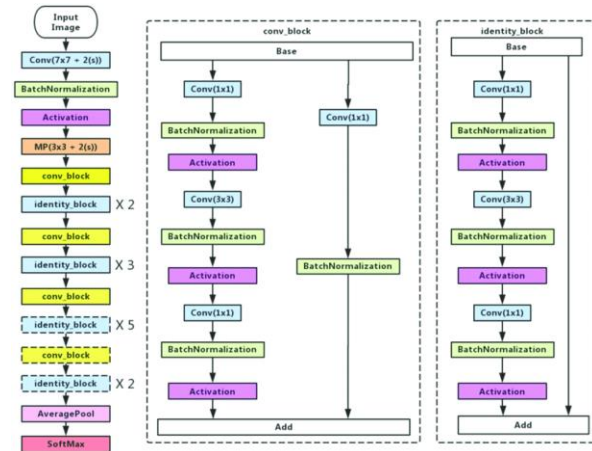 Input
Image
Conv(7x7 + 2(s))
BatchNormalization
Activation
MP(3x3 + 2(s))
conv_block
identity_block X 2
conv_block
identity_block X 3
conv_block
identity_block X 5
conv_block
identity_block X 2
AveragePool
SoftMax
conv_block
Base
Conv(1x1)
BatchNormalization
Activation
Conv(3x3)
BatchNormalization
Activation
Conv(1x1)
BatchNormalization
Activation
Conv(1x1)
BatchNormalization
Add
identity_block
Base
Conv(1x1)
BatchNormalization
Activation
Conv(3x3)
BatchNormalization
Activation
Conv(1x1)
BatchNormalization
Activation
Add